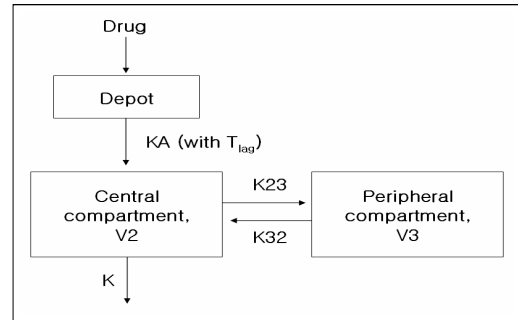 Drug
Depot
KA (with Tlag)
Central
compartment,
V2
K23
K32
Peripheral
compartment,
V3
K